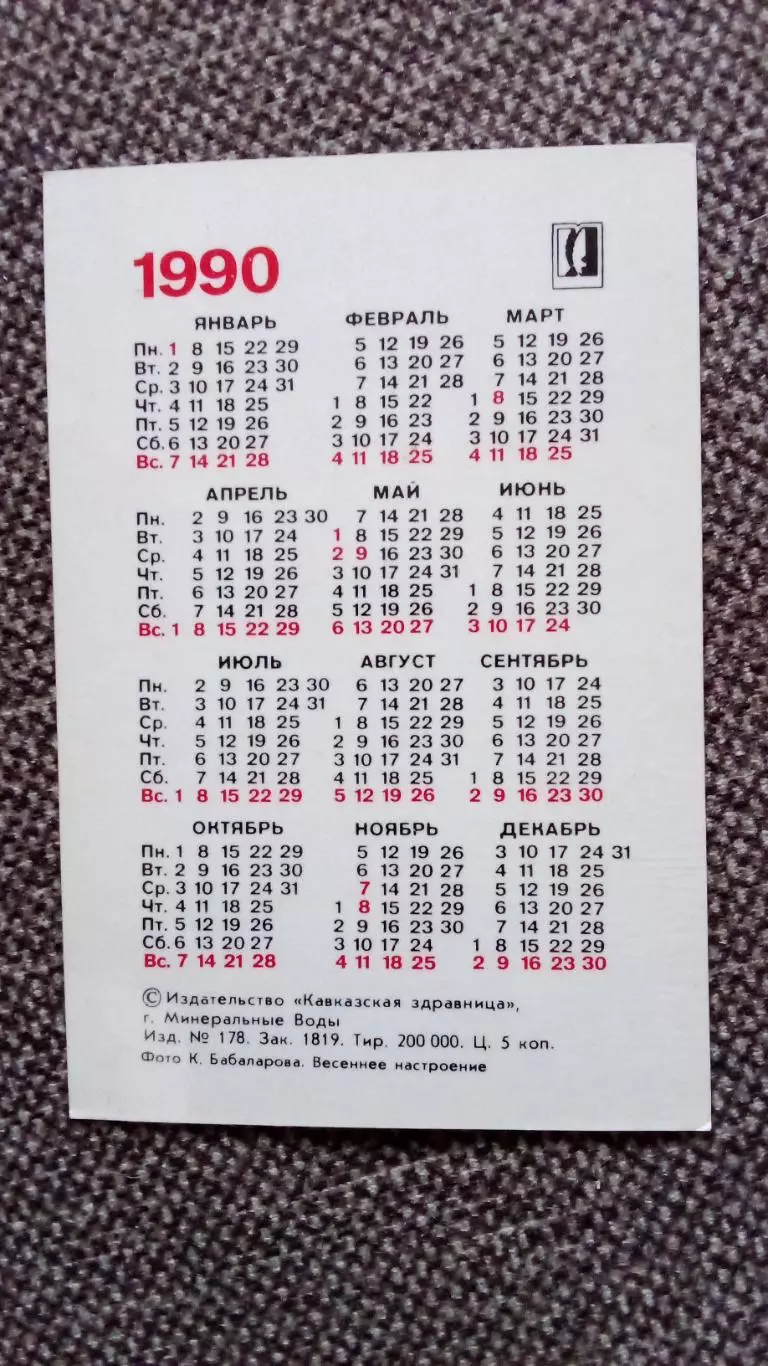 1990
ЯНВАРЬ ФЕВРАЛЬ МАРТ
Пн. 1 8 15 22 29 5 12 19 26 5 12 19 26
Вт. 2 9 16 23 30 6 13 20 27 6 13 20 27
Ср. 3 10 17 24 31 7 14 21 28 7 14 21 28
Чт. 4 11 18 25 1 8 15 22 1 8 15 22 29
Пт. 5 12 19 26 2 9 16 23 2 9 16 23 30
Сб. 6 13 20 27 3 10 17 24 3 10 17 24 31
Вс. 7 14 21 28 4 11 18 25 4 11 18 25
АПРЕЛЬ МАЙ ИЮНЬ
Пн. 2 9 16 23 30 7 14 21 28 4 11 18 25
Вт. 3 10 17 24 1 8 15 22 29 5 12 19 26
Ср. 4 11 18 25 2 9 16 23 30 6 13 20 27
Чт. 5 12 19 26 3 10 17 24 31 7 14 21 28
Пт. 6 13 20 27 4 11 18 25 1 8 15 22 29
Сб. 7 14 21 28 5 12 19 26 2 9 16 23 30
Вс. 1 8 15 22 29 6 13 20 27 3 10 17 24
ИЮЛЬ АВГУСТ СЕНТЯБРЬ
Пн. 2 9 16 23 30 6 13 20 27 3 10 17 24
Вт. 3 10 17 24 31 7 14 21 28 4 11 18 25
Ср. 4 11 18 25 1 8 15 22 29 5 12 19 26
Чт. 5 12 19 26 2 9 16 23 30 6 13 20 27
Пт. 6 13 20 27 3 10 17 24 31 7 14 21 28
Сб. 7 14 21 28 4 11 18 25 1 8 15 22 29
Вс. 1 8 15 22 29 5 12 19 26 2 9 16 23 30
ОКТЯБРЬ НОЯБРЬ ДЕКАБРЬ
Пн. 1 8 15 22 29 5 12 19 26 3 10 17 24 31
Вт. 2 9 16 23 30 6 13 20 27 4 11 18 25
Ср. 3 10 17 24 31 7 14 21 28 5 12 19 26
Чт. 4 11 18 25 1 8 15 22 29 6 13 20 27
Пт. 5 12 19 26 2 9 16 23 30 7 14 21 28
Сб. 6 13 20 27 3 10 17 24 1 8 15 22 29
Вс. 7 14 21 28 4 11 18 25 2 9 16 23 30
© Издательство «Кавказская здравница»,
г. Минеральные Воды
Изд. № 178. Зак. 1819. Тир. 200 000. Ц. 5 коп.
Фото К. Бабаларова. Весеннее настроение